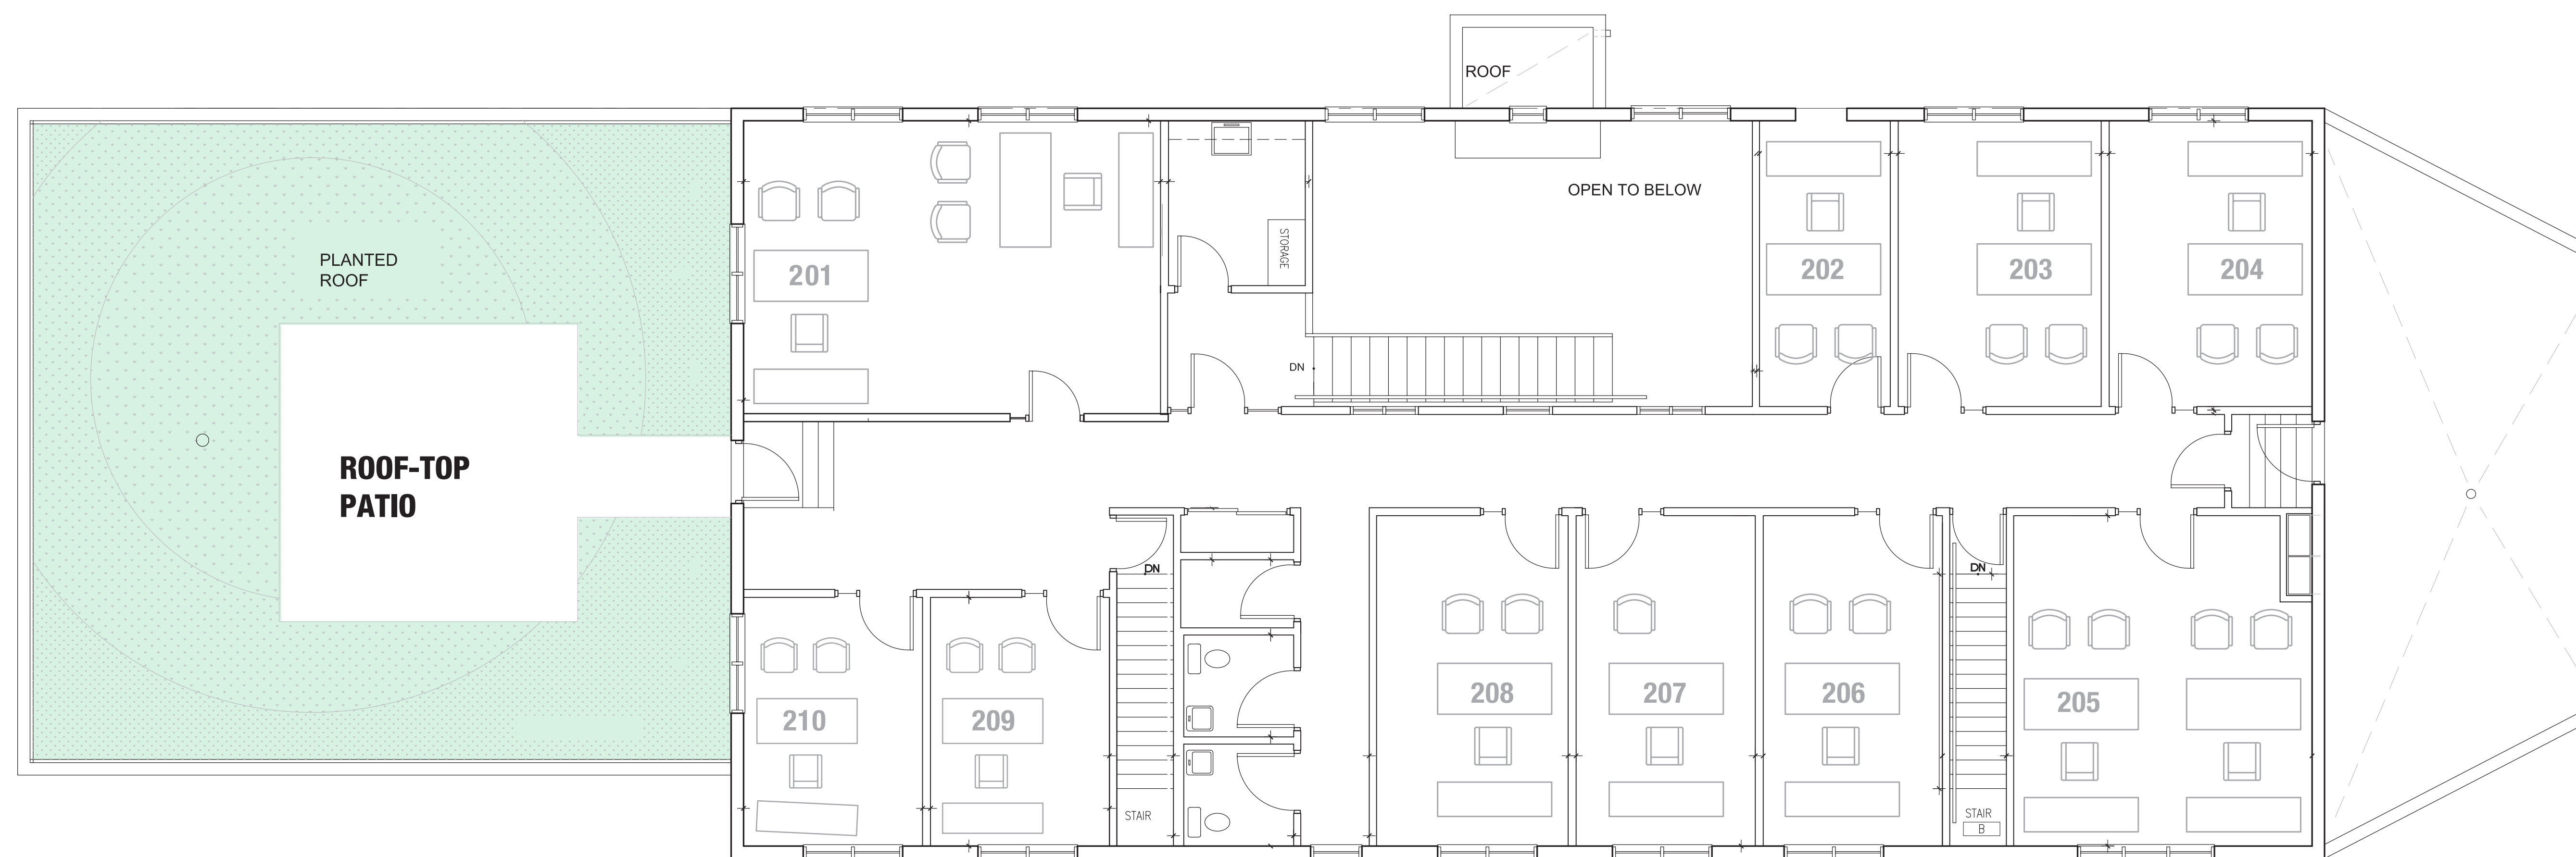 ROOF
OPEN TO BELOW
PLANTED
ROOF
STORAGE
201
202
203
204
DN
ROOF-TOP
PATIO
DN
DN
208
207
206
205
210
209
STAIR
STAIR
B